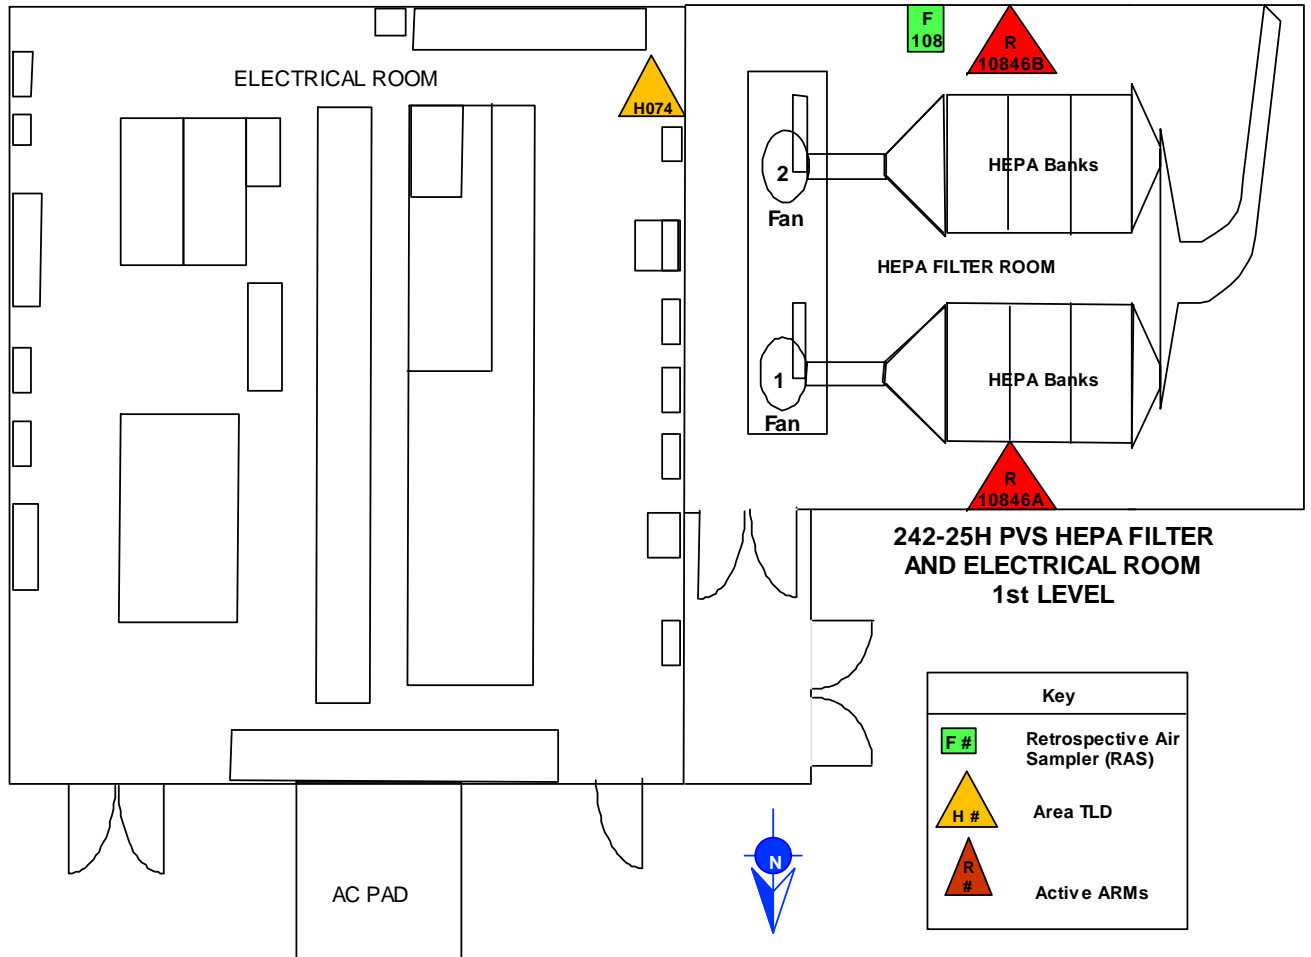 ELECTRICAL ROOM
H074
F
108
R
10846B
2
Fan
HEPA Banks
HEPA FILTER ROOM
1
Fan
HEPA Banks
R
10846A
242-25H PVS HEPA FILTER
AND ELECTRICAL ROOM
1st LEVEL
Key
F #
Retrospective Air
Sampler (RAS)
H #
Area TLD
R
#
Active ARMs
N
AC PAD